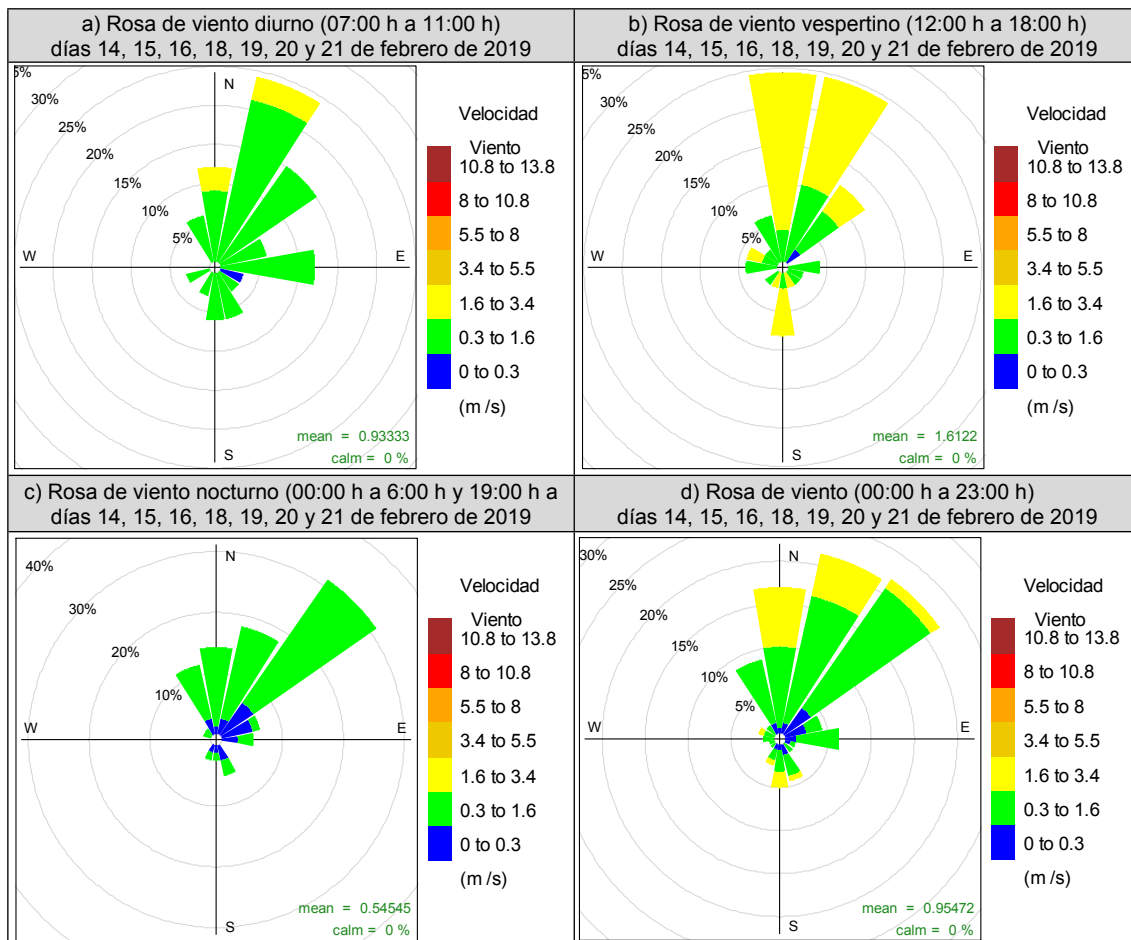 a) Rosa de viento diurno (07:00 h a 11:00 h)
días 14, 15, 16, 18, 19, 20 y 21 de febrero de 2019
5%
30%
25%
20%
15%
10%
5%
N
W
E
S
mean = 0.93333
calm = 0 %
Velocidad
Viento
10.8 to 13.8
8 to 10.8
5.5 to 8
3.4 to 5.5
1.6 to 3.4
0.3 to 1.6
0 to 0.3
(m /s)
b) Rosa de viento vespertino (12:00 h a 18:00 h)
días 14, 15, 16, 18, 19, 20 y 21 de febrero de 2019
5%
30%
25%
20%
15%
10%
5%
W
E
S
mean = 1.6122
calm = 0 %
Velocidad
Viento
10.8 to 13.8
8 to 10.8
5.5 to 8
3.4 to 5.5
1.6 to 3.4
0.3 to 1.6
0 to 0.3
(m /s)
c) Rosa de viento nocturno (00:00 h a 6:00 h y 19:00 h a
días 14, 15, 16, 18, 19, 20 y 21 de febrero de 2019
40%
30%
20%
10%
N
W
E
S
mean = 0.54545
calm = 0 %
Velocidad
Viento
10.8 to 13.8
8 to 10.8
5.5 to 8
3.4 to 5.5
1.6 to 3.4
0.3 to 1.6
0 to 0.3
(m /s)
d) Rosa de viento (00:00 h a 23:00 h)
días 14, 15, 16, 18, 19, 20 y 21 de febrero de 2019
30%
25%
20%
15%
10%
5%
N
W
E
S
mean = 0.95472
calm = 0 %
Velocidad
Viento
10.8 to 13.8
8 to 10.8
5.5 to 8
3.4 to 5.5
1.6 to 3.4
0.3 to 1.6
0 to 0.3
(m /s)